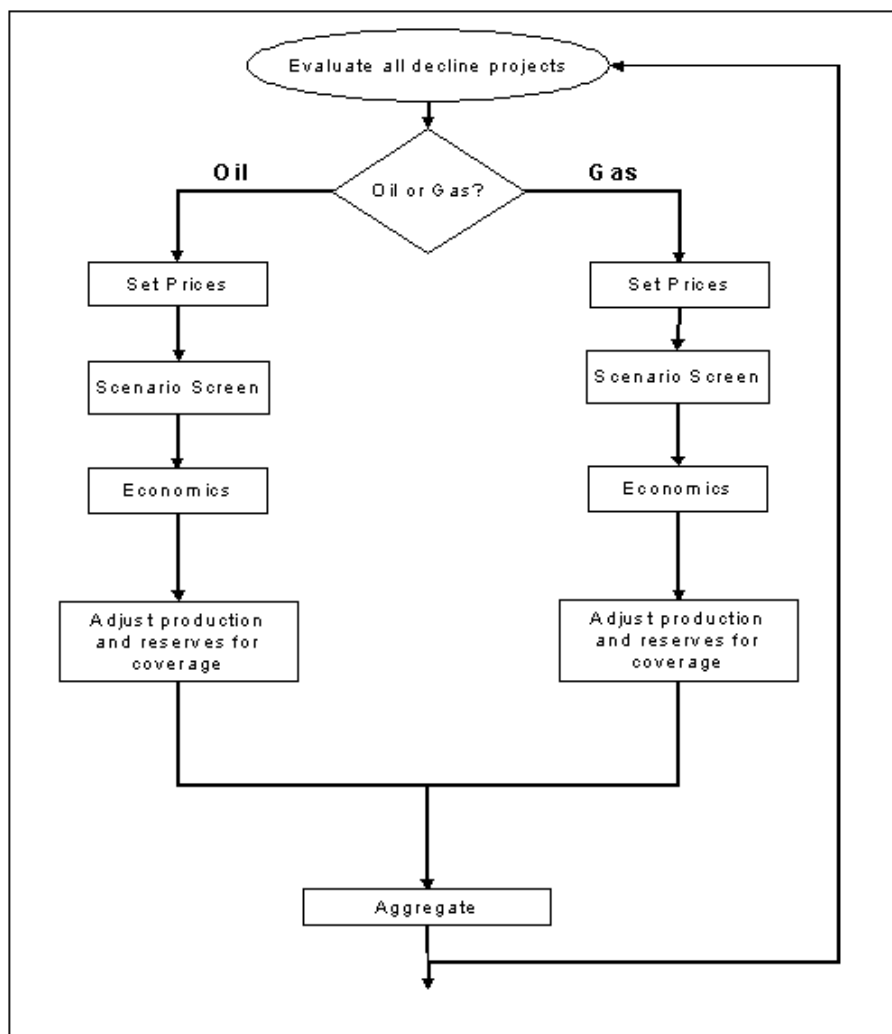 Evaluate all decline projects
Oil or Gas?
Oil
Gas
Set Prices
Scenario Screen
Economics
Adjust production
and reserves for
coverage
Set Prices
Scenario Screen
Economics
Adjust production
and reserves for
coverage
Aggregate